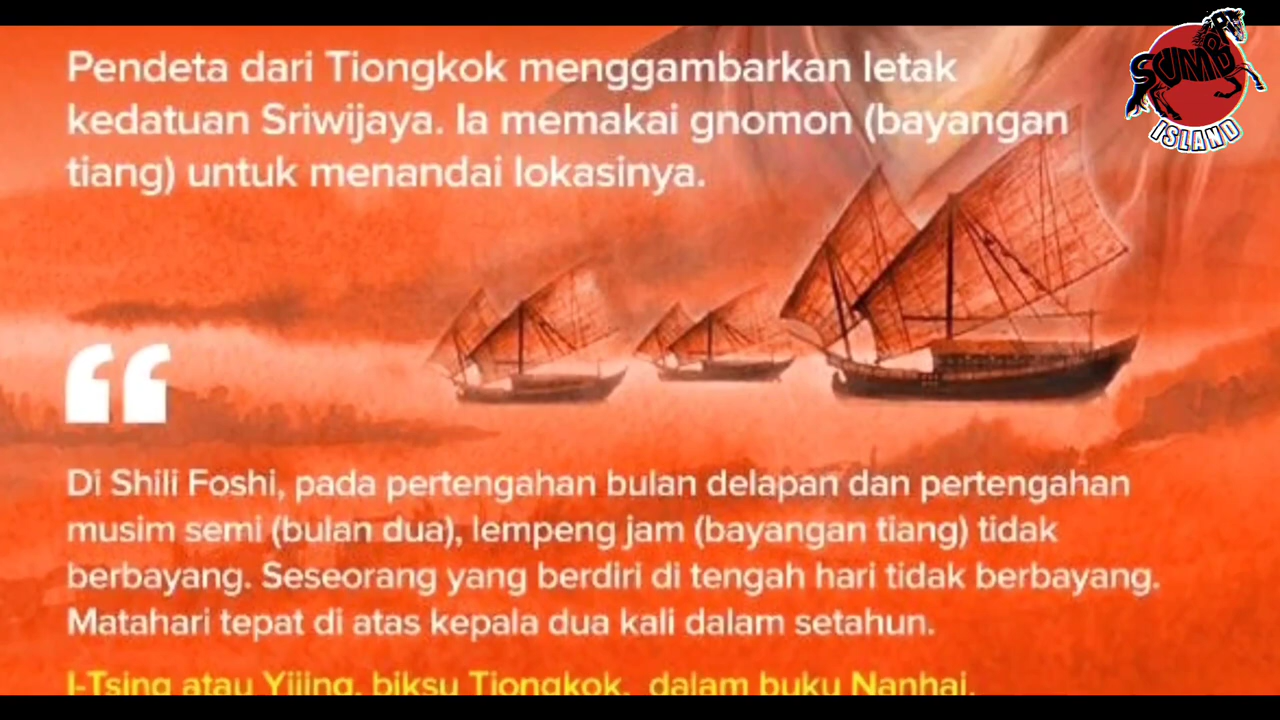 Pendeta dari Tiongkok menggambarkan letak
kedatuan Sriwijaya. Ia memakai gnomon (bayangan
tiang) untuk menandai lokasinya.
SUMBA
ISLAND
“
Di Shili Foshi, pada pertengahan bulan delapan dan pertengahan
musim semi (bulan dua), lempeng jam (bayangan tiang) tidak
berbayang. Seseorang yang berdiri di tengah hari tidak berbayang.
Matahari tepat di atas kepala dua kali dalam setahun.
I-Tsing atau Yijing, biksu Tiongkok, dalam buku Nanhai,